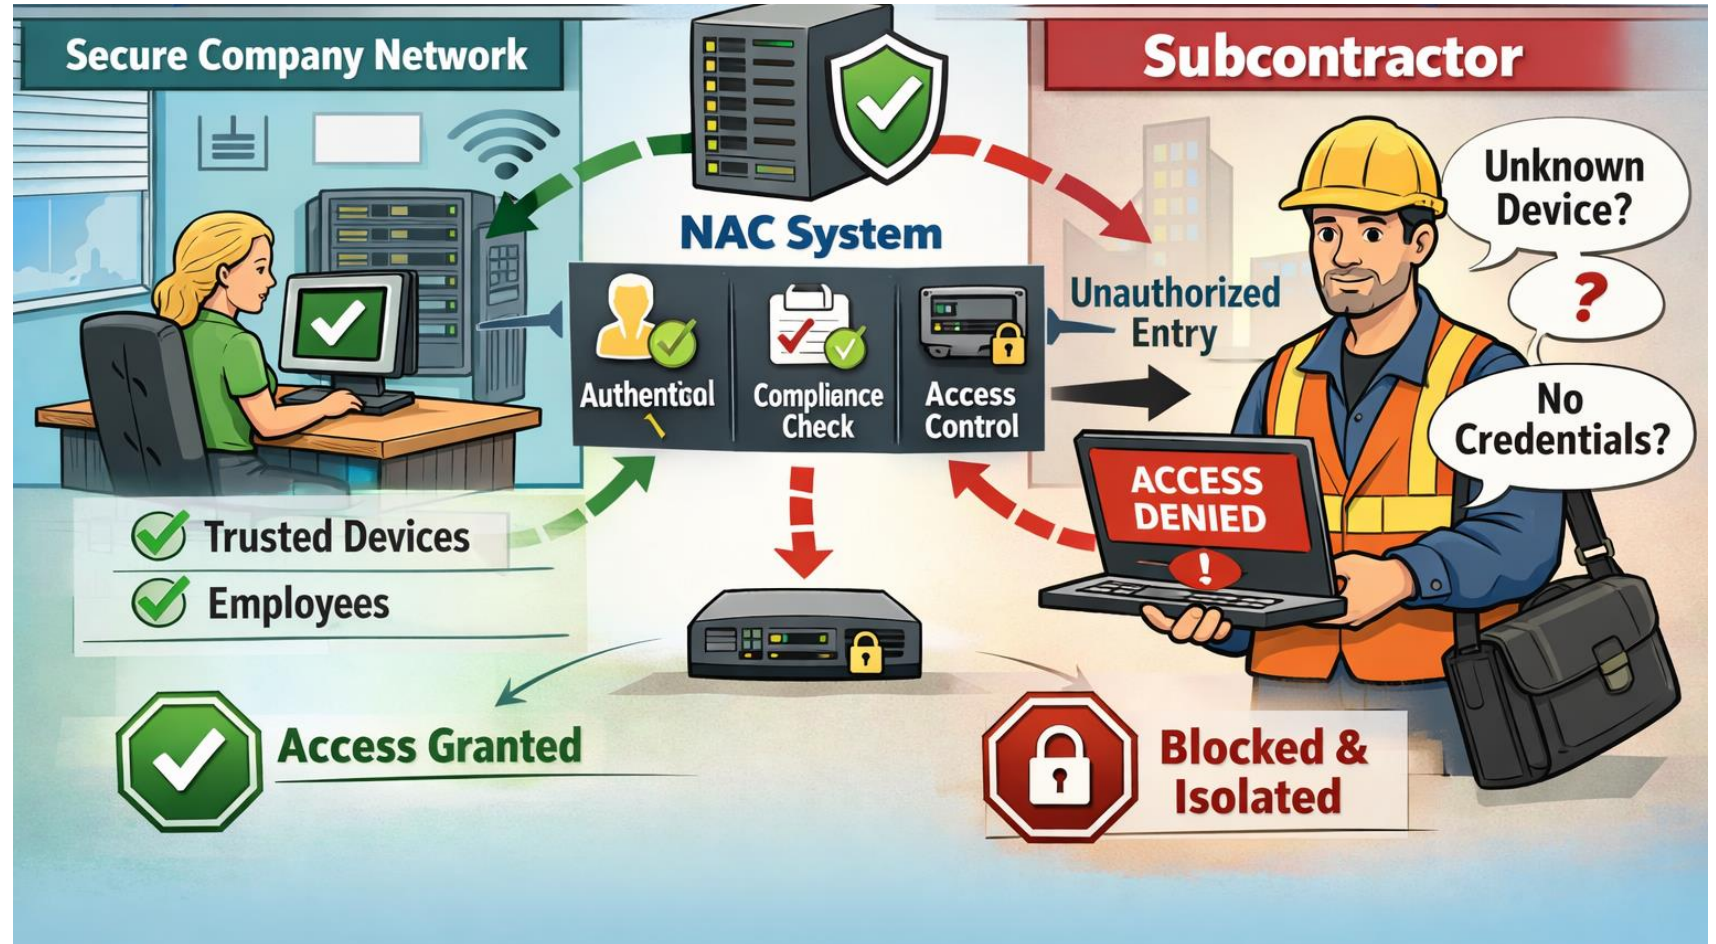 Secure Company Network
Subcontractor
NAC System
Authentical
Compliance
Check
Access
Control
Unauthorized
Entry
Unknown
Device?
?
No
Credentials?
ACCESS
DENIED
!
Trusted Devices
Employees
Access Granted
Blocked &
Isolated